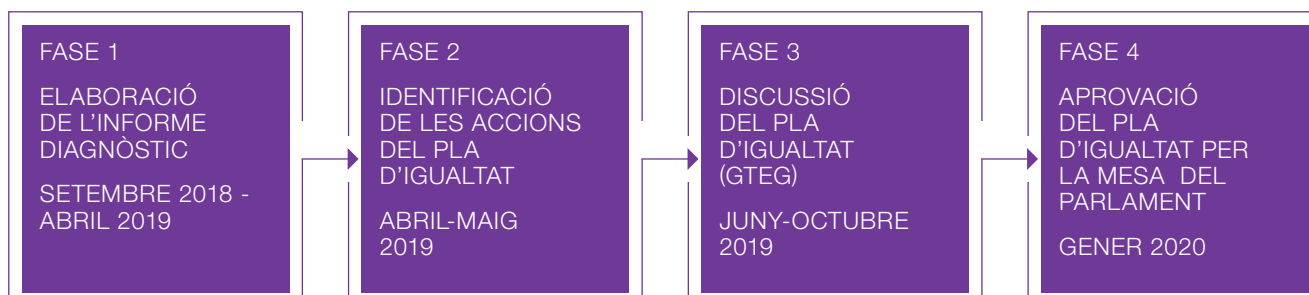 FASE 1
ELABORACIÓ
DE L'INFORME
DIAGNÒSTIC
SETEMBRE 2018 -
ABRIL 2019
FASE 2
IDENTIFICACIÓ
DE LES ACCIONS
DEL PLA
D'IGUALTAT
ABRIL-MAIG
2019
FASE 3
DISCUSSIÓ
DEL PLA
D'IGUALTAT
(GTEG)
JUNY-OCTUBRE
2019
FASE 4
APROVACIÓ
DEL PLA
D'IGUALTAT PER
LA MESA DEL
PARLAMENT
GENER 2020